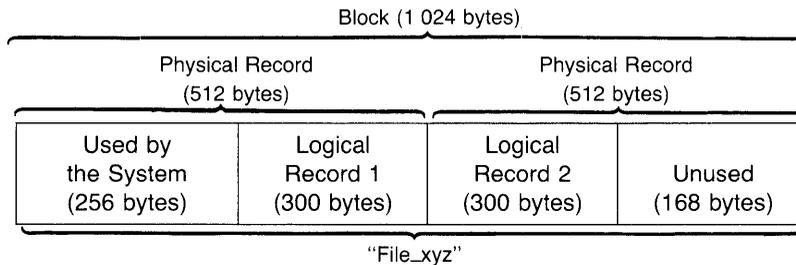 Block (1 024 bytes)
Physical Record
(512 bytes)
Physical Record
(512 bytes)
Used by
the System
(256 bytes)
Logical
Record 1
(300 bytes)
Logical
Record 2
(300 bytes)
Unused
(168 bytes)
“File_xyz”